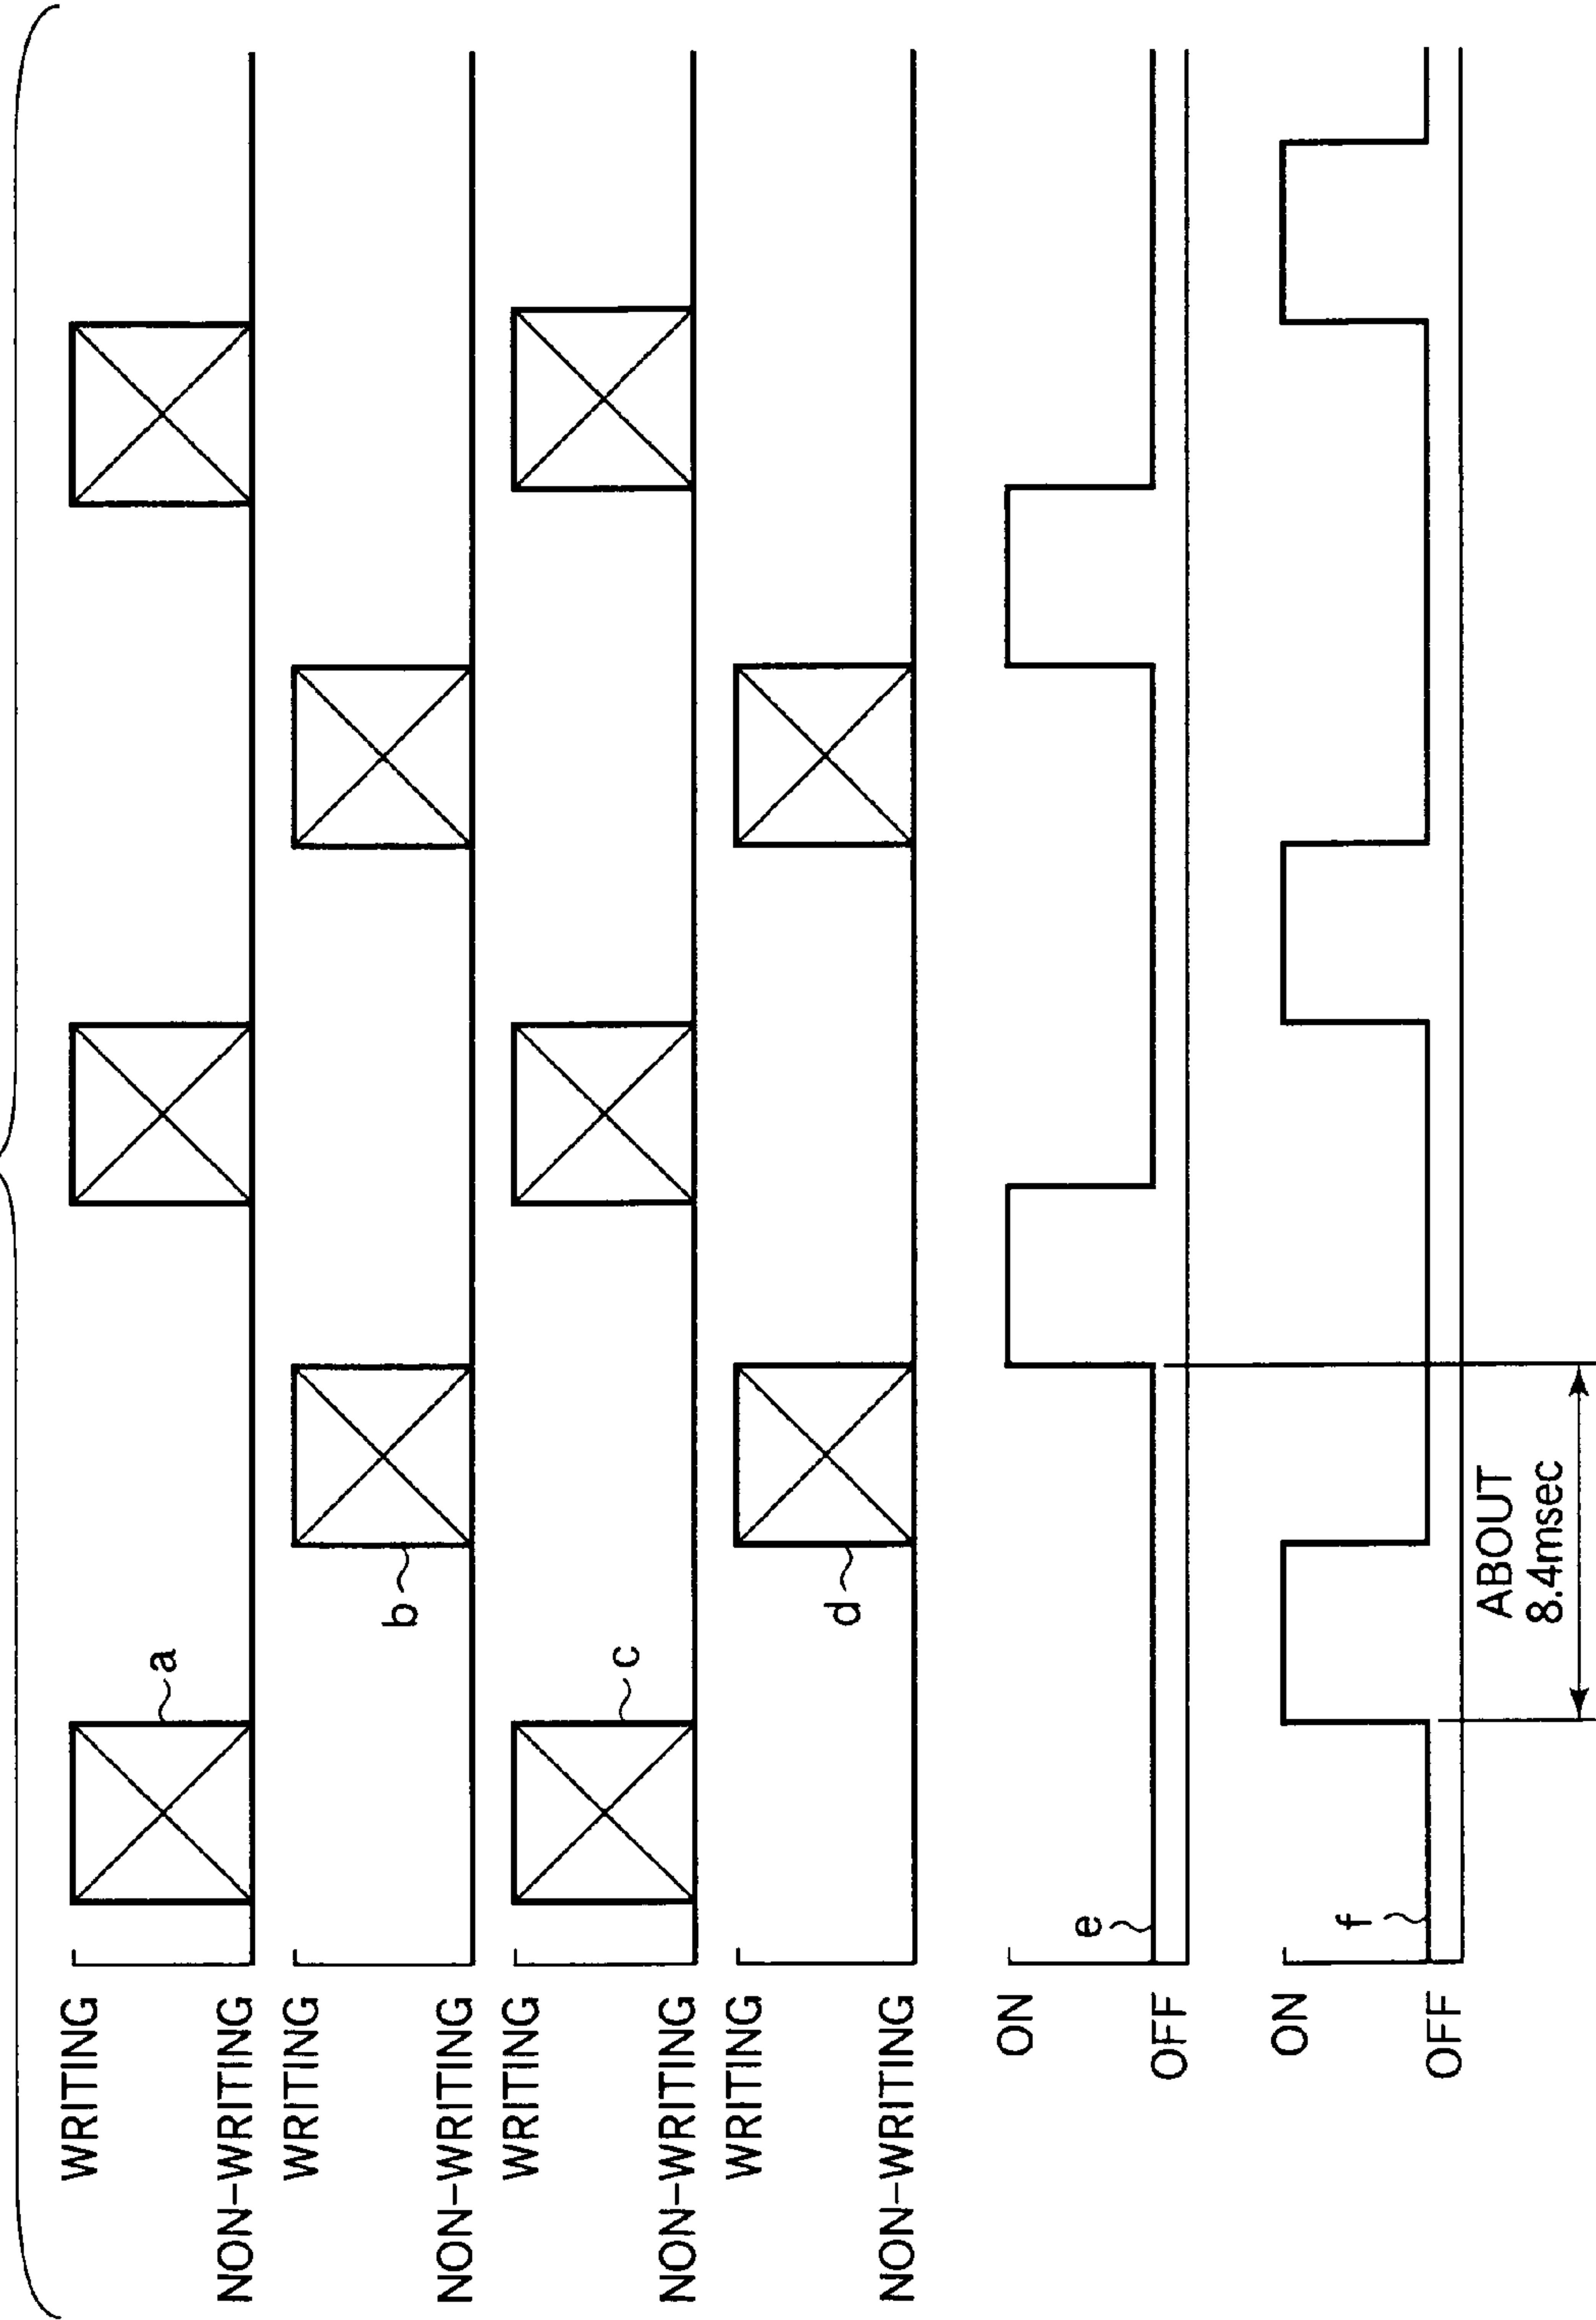 WRITING
a
NON-WRITING
WRITING
b
NON-WRITING
WRITING
c
NON-WRITING
WRITING
d
NON-WRITING
ON
e
OFF
ON
f
OFF
ABOUT
8.4msec